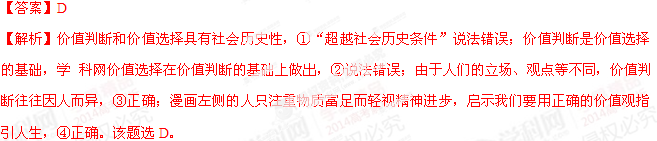 【答案】D
【解析】价值判断和价值选择具有社会历史性，①“超越社会历史条件”说法错误；价值判断是价值选择
的基础，学 科网价值选择在价值判断的基础上做出，②说法错误；由于人们的立场、观点等不同，价值判
断往往因人而异，③正确；漫画左侧的人只注重物质富足而轻视精神进步，启示我们要用正确的价值观指
引人生，④正确。该题选 D。